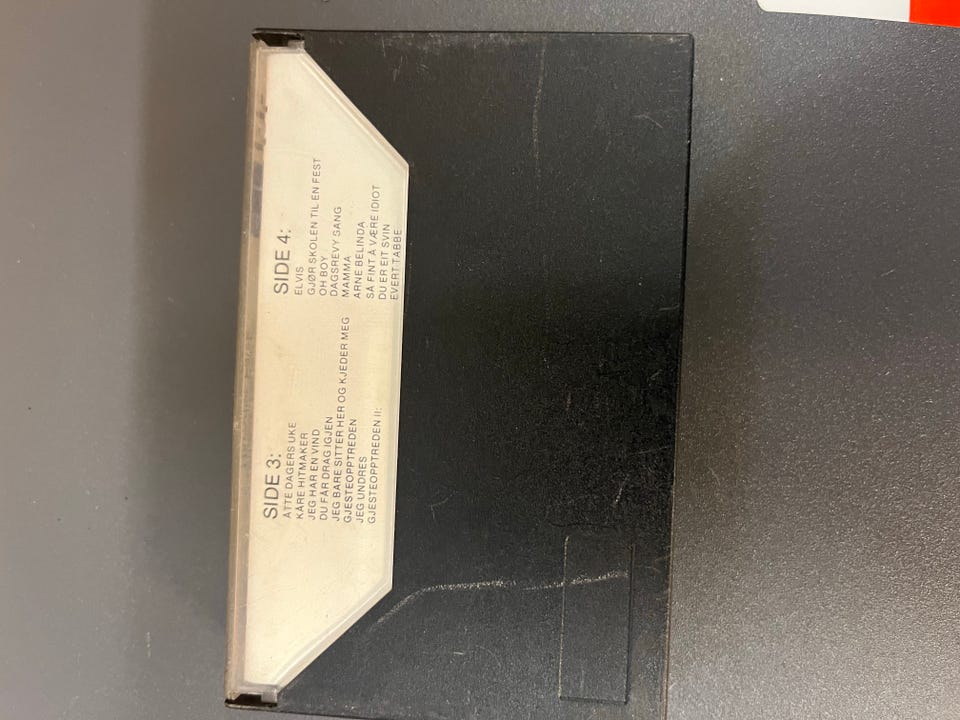 SIDE 3:
ÅTTE DAGERS UKE
KÅRE HITMAKER
JEG HAR EN VIND
DU FÅR DRAG IGJEN
JEG BARE SITTER HER OG KJEDER MEG
GJESTEOPPTREDEN
JEG UNDRES
GJESTEOPPTREDEN II:
SIDE 4:
ELVIS
GJØR SKOLEN TIL EN FEST
OH BOY
DAGSREVY SANG
MAMMA
ARNE BELINDA
SÅ FINT Å VÆRE IDIOT
DU ER EIT SVIN
EVERT TABBE